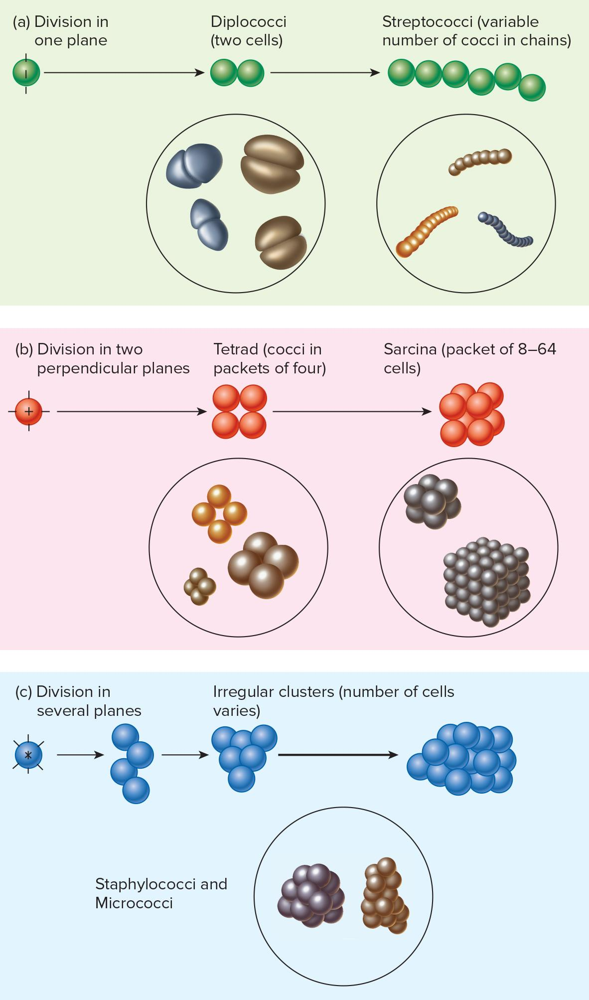 (a) Division in
one plane
Diplococci
(two cells)
Streptococci (variable
number of cocci in chains)
(b) Division in two
perpendicular planes
Tetrad (cocci in
packets of four)
Sarcina (packet of 8–64
cells)
(c) Division in
several planes
Irregular clusters (number of cells
varies)
Staphylococci and
Micrococci